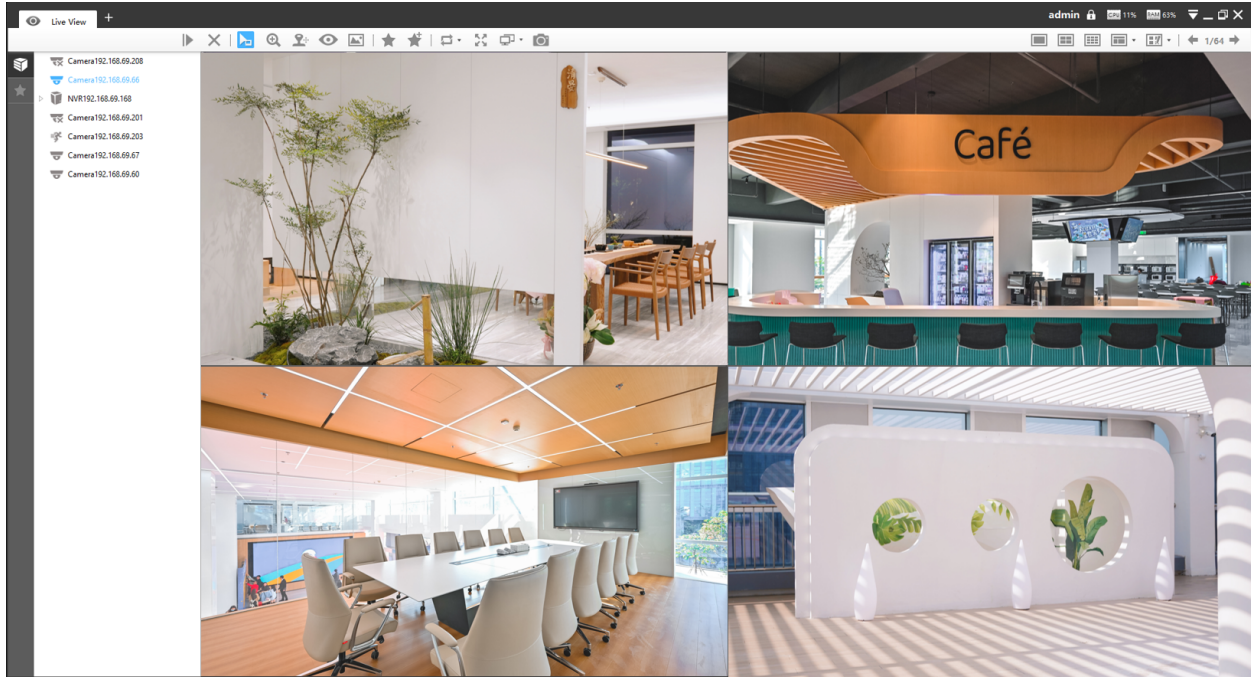 Live View
admin
CPU 11%
RAM 63%
1/64
Camera192.168.69.208
Camera192.168.69.66
NVR192.168.69.168
Camera192.168.69.201
Camera192.168.69.203
Camera192.168.69.67
Camera192.168.69.60
Café